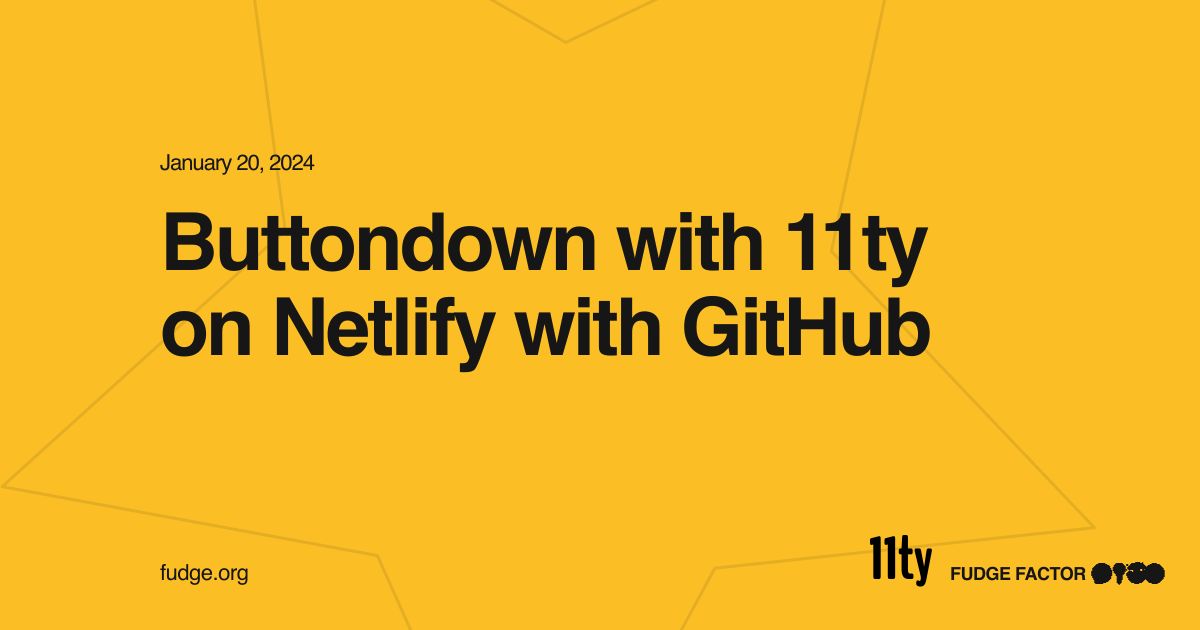 January 20, 2024
Buttondown with 11ty
on Netlify with GitHub
fudge.org
11ty
FUDGE FACTOR